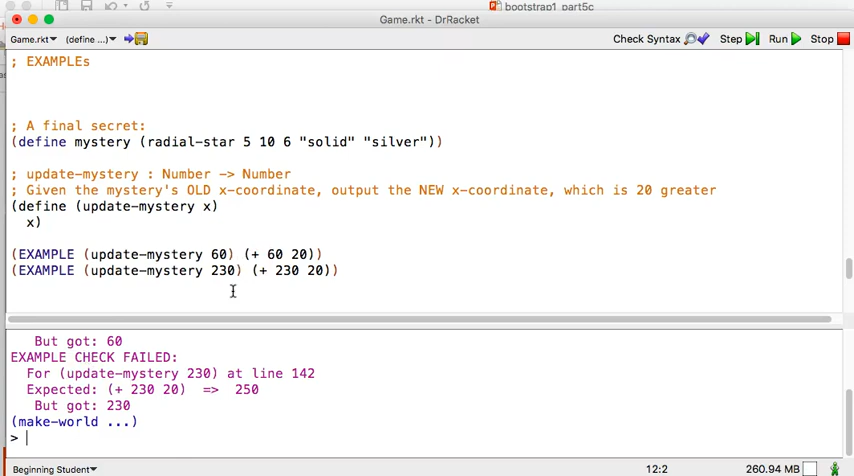 bootstrap1_part5c
Game.rkt - DrRacket
Game.rkt▾ (define ...)▾ Check Syntax Step Run Stop
; EXAMPLEs
; A final secret:
(define mystery (radial-star 5 10 6 "solid" "silver"))
; update-mystery : Number -> Number
; Given the mystery's OLD x-coordinate, output the NEW x-coordinate, which is 20 greater
(define (update-mystery x)
x)
(EXAMPLE (update-mystery 60) (+ 60 20))
(EXAMPLE (update-mystery 230) (+ 230 20))
But got: 60
EXAMPLE CHECK FAILED:
For (update-mystery 230) at line 142
Expected: (+ 230 20) => 250
But got: 230
(make-world ...)
>
Beginning Student▾ 12:2 260.94 MB